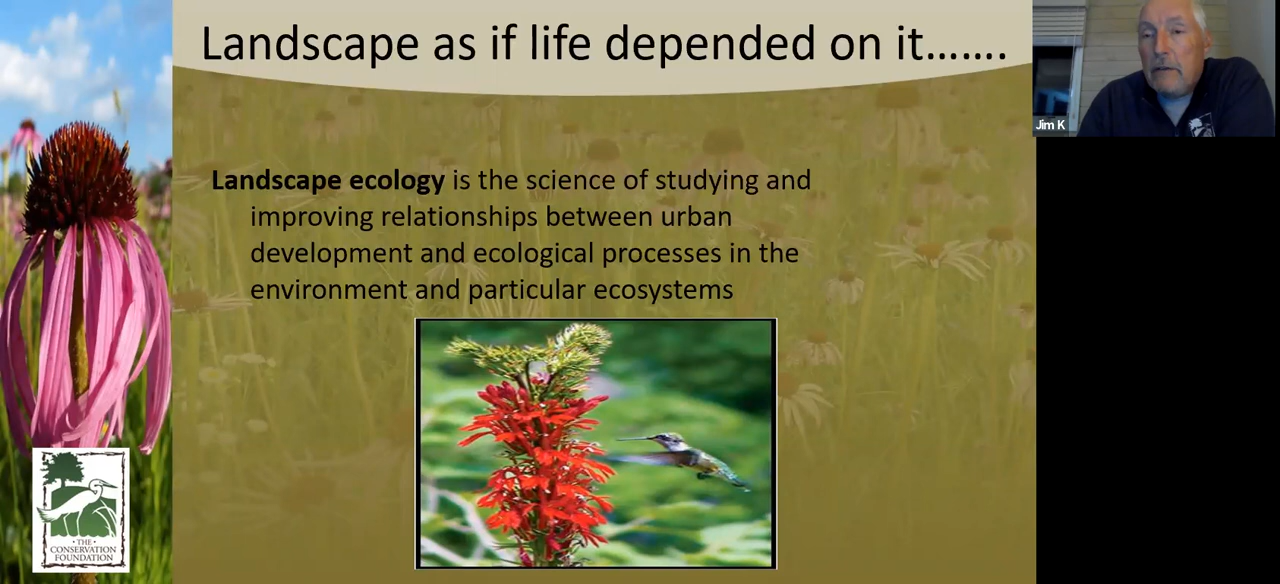 Landscape as if life depended on it.......
Jim K
Landscape ecology is the science of studying and
improving relationships between urban
development and ecological processes in the
environment and particular ecosystems
• THE •
CONSERVATION
FOUNDATION